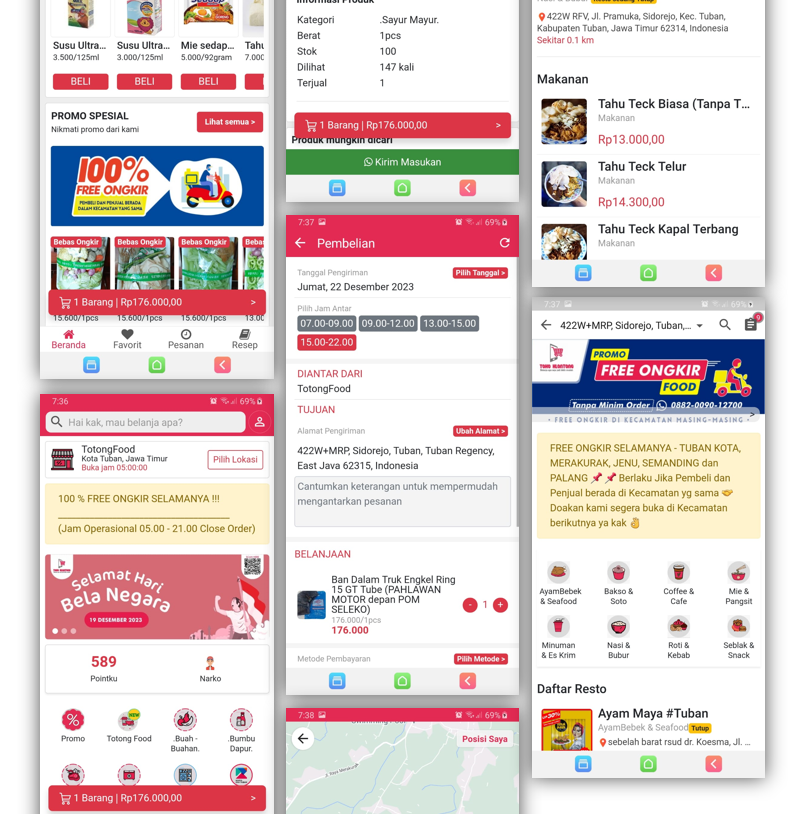 Susu Ultra... Susu Ultra... Mie sedap... Tahu
3.500/125ml 3.000/125ml 5.000/92gram 7.000
BELI BELI BELI
PROMO SPESIAL
Nikmati promo dari kami
Lihat semua >
100%
FREE ONGKIR
PEMBELI DAN PENJUAL BERADA
DALAM KECAMATAN YANG SAMA
Bebas Ongkir Bebas Ongkir Bebas Ongkir Bebas
1 Barang | Rp176.000,00 >
15.600/1pcs 15.600/1pcs 15.600/1pcs 13.00
Beranda Favorit Pesanan Resep
7:36 69%
Hai kak, mau belanja apa?
TotongFood
Kota Tuban, Jawa Timur
Buka jam 05:00:00
Pilih Lokasi
100 % FREE ONGKIR SELAMANYA !!!
(Jam Operasional 05.00 - 21.00 Close Order)
Selamat Hari
Bela Negara
19 DESEMBER 2023
589
Pointku
Narko
Promo Totong Food .Buah - .Bumbu
Buahan. Dapur.
NEW
1 Barang | Rp176.000,00 >
Informasi Produk
Kategori .Sayur Mayur.
Berat 1pcs
Stok 100
Dilihat 147 kali
Terjual 1
1 Barang | Rp176.000,00 >
Produk mungkin dicari
Kirim Masukan
7:37 69%
Pembelian
Tanggal Pengiriman
Pilih Tanggal >
Jumat, 22 Desember 2023
Pilih Jam Antar
07.00-09.00 09.00-12.00 13.00-15.00
15.00-22.00
DIANTAR DARI
TotongFood
TUJUAN
Alamat Pengiriman
Ubah Alamat >
422W+MRP, Sidorejo, Tuban, Tuban Regency,
East Java 62315, Indonesia
Cantumkan keterangan untuk mempermudah
mengantarkan pesanan
BELANJAAN
Ban Dalam Truk Engkel Ring
15 GT Tube (PAHLAWAN
MOTOR depan POM
SELEKO)
176.000/1pcs
176.000
- 1 +
Metode Pembayaran
Pilih Metode >
7:38 69%
Posisi Saya
422W RFV, Jl. Pramuka, Sidorejo, Kec. Tuban,
Kabupaten Tuban, Jawa Timur 62314, Indonesia
Sekitar 0.1 km
Makanan
Tahu Teck Biasa (Tanpa T...
Makanan
Rp13.000,00
Tahu Teck Telur
Makanan
Rp14.300,00
Tahu Teck Kapal Terbang
Makanan
7:37 69%
422W+MRP, Sidorejo, Tuban,...
9
PROMO
FREE ONGKIR
FOOD
Tanpa Minim Order | 0882-0090-12700
• FREE ONGKIR DI KECAMATAN MASING-MASING •
FREE ONGKIR SELAMANYA - TUBAN KOTA,
MERAKURAK, JENU, SEMANDING dan
PALANG 📌 📌 Berlaku Jika Pembeli dan
Penjual berada di Kecamatan yg sama 🤝
Doakan kami segera buka di Kecamatan
berikutnya ya kak 👌
AyamBebek Bakso & Coffee & Mie &
& Seafood Soto Cafe Pangsit
Minuman Nasi & Roti & Seblak &
& Es Krim Bubur Kebab Snack
Daftar Resto
Ayam Maya #Tuban
AyamBebek & Seafood Tutup
sebelah barat rsud dr. Koesma, Jl. ...